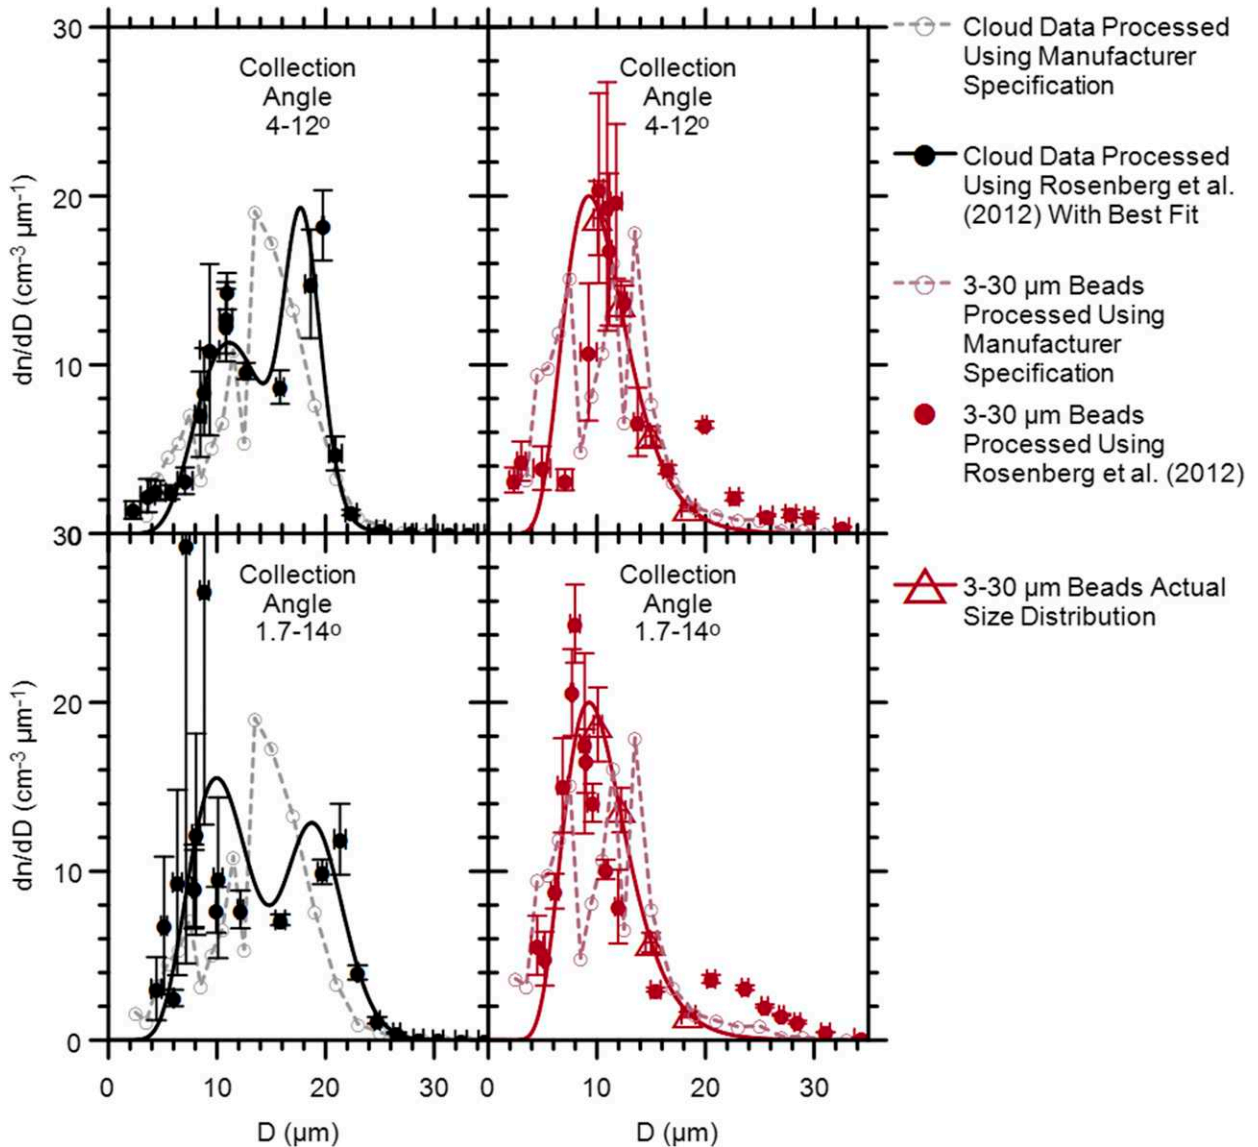 30
20
10
30
20
10
0
dn/dD (cm-3 µm-1)
dn/dD (cm-3 µm-1)
Collection
Angle
4-12o
Collection
Angle
4-12o
Collection
Angle
1.7-14o
Collection
Angle
1.7-14o
0 10 20 30 0 10 20 30
D (µm) D (µm)
Cloud Data Processed
Using Manufacturer
Specification
Cloud Data Processed
Using Rosenberg et al.
(2012) With Best Fit
3-30 µm Beads
Processed Using
Manufacturer
Specification
3-30 µm Beads
Processed Using
Rosenberg et al. (2012)
3-30 µm Beads Actual
Size Distribution